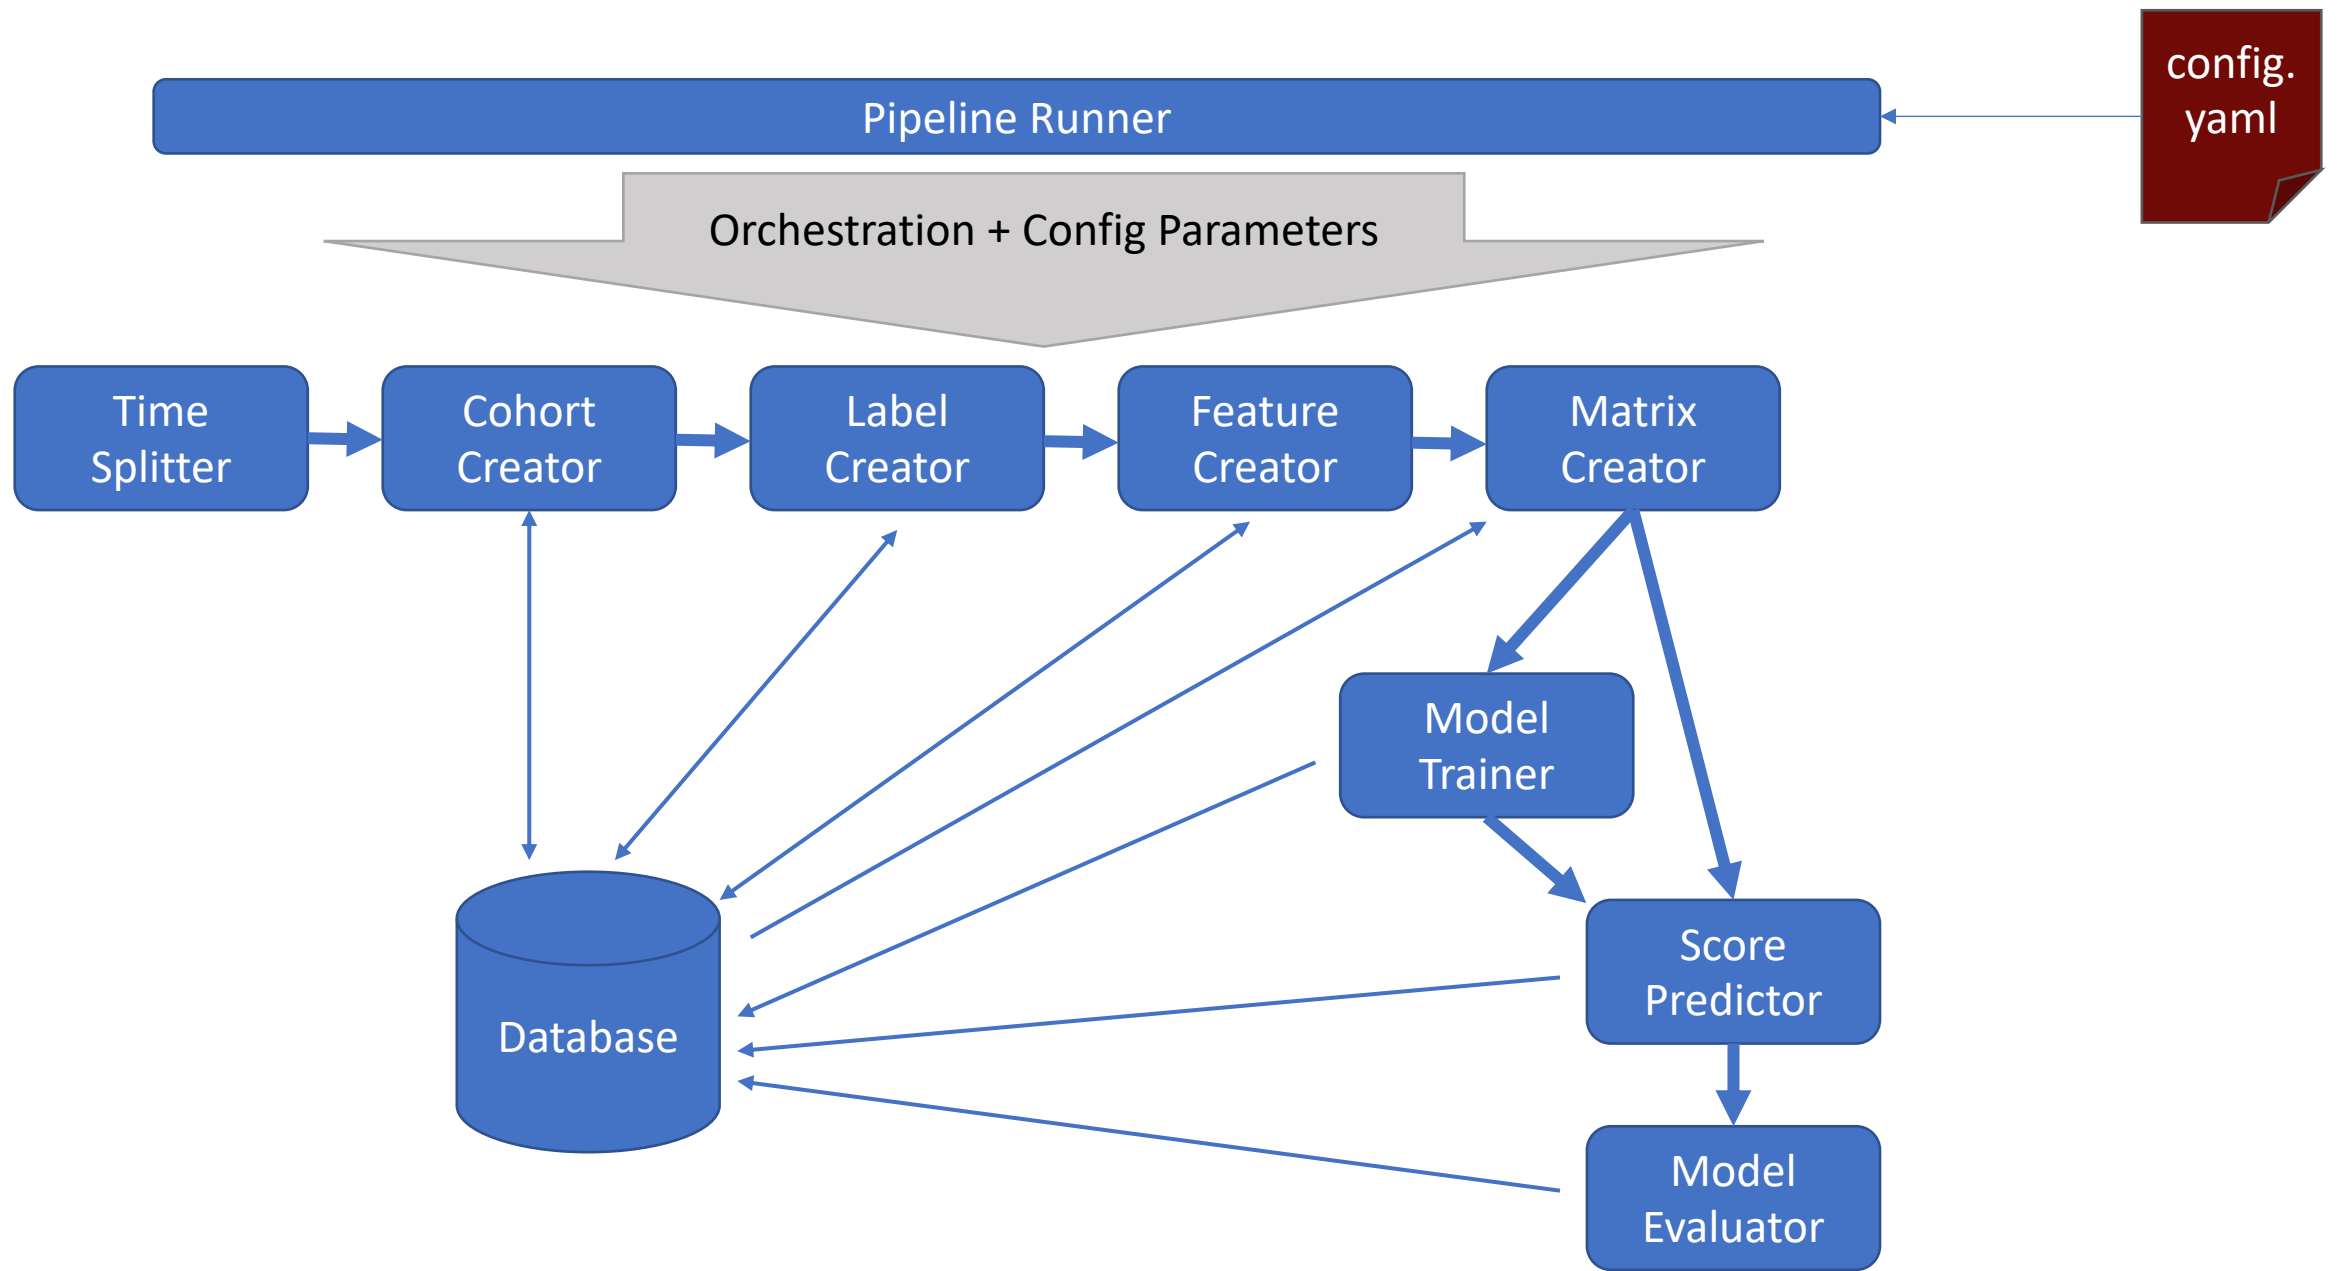 config.
yaml
Pipeline Runner
Orchestration + Config Parameters
Time
Splitter
Cohort
Creator
Label
Creator
Feature
Creator
Matrix
Creator
Model
Trainer
Score
Predictor
Database
Model
Evaluator